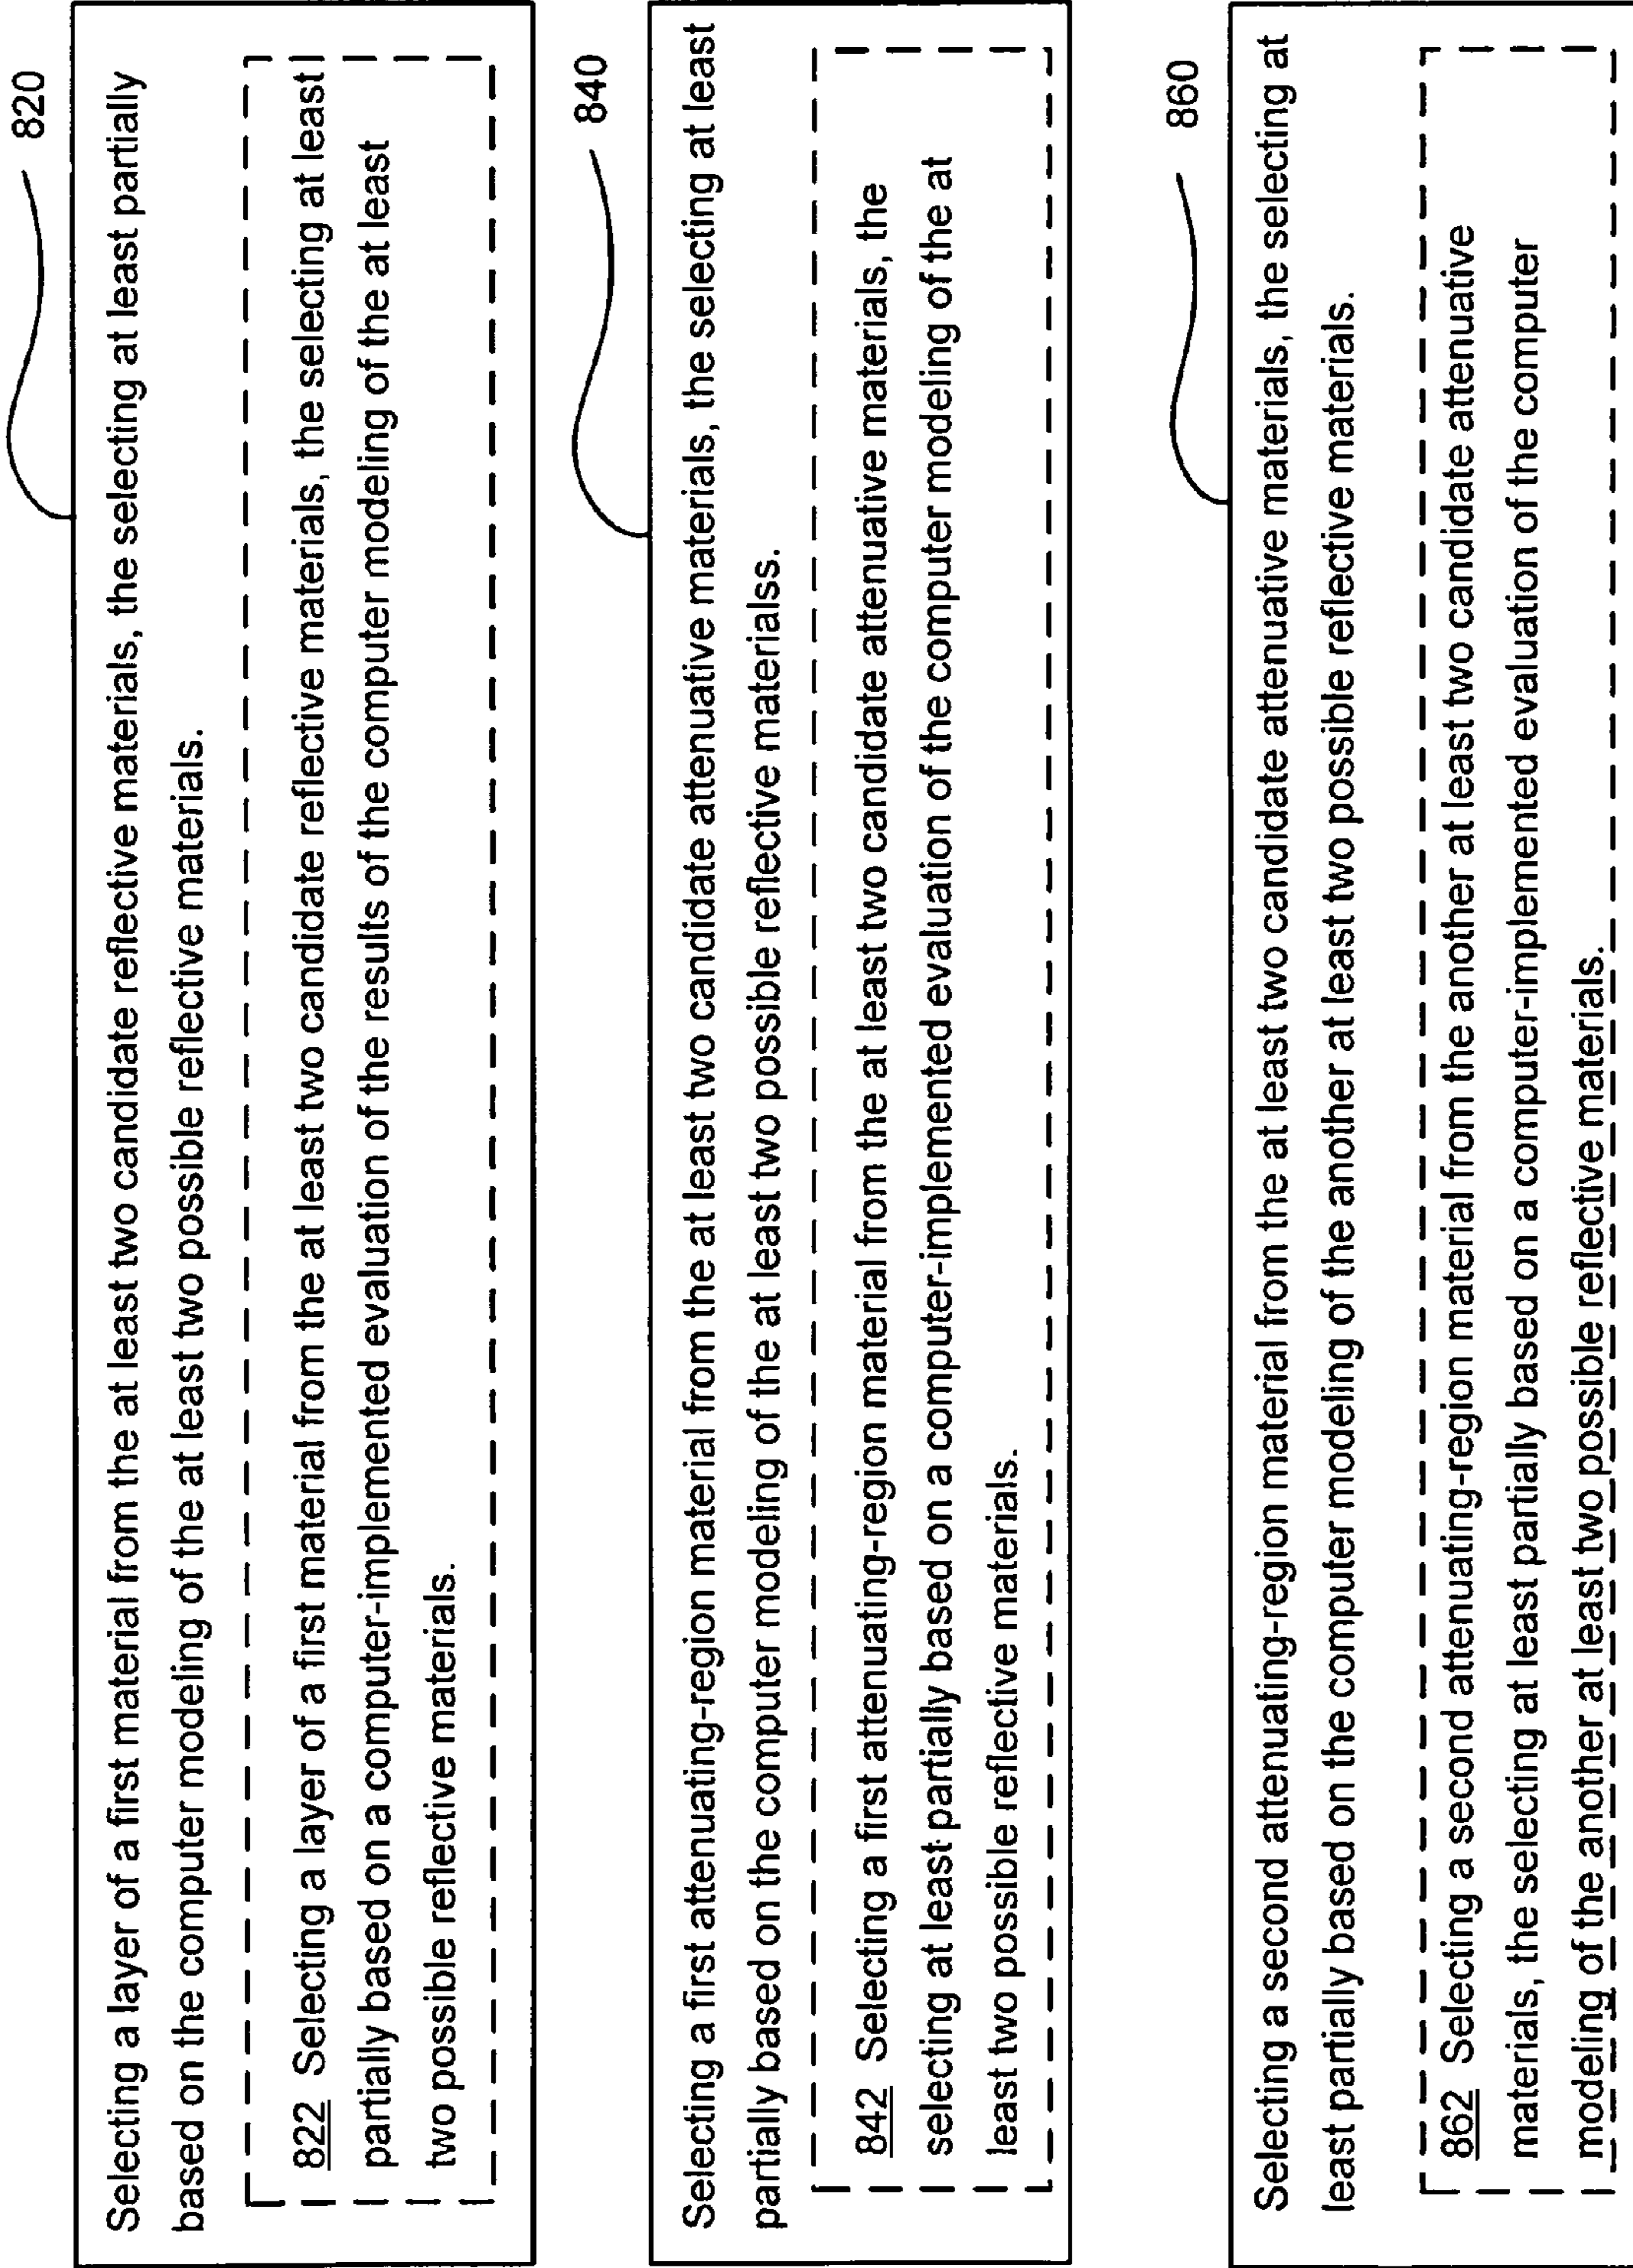 820
Selecting a layer of a first material from the at least two candidate reflective materials, the selecting at least partially
based on the computer modeling of the at least two possible reflective materials.
822 Selecting a layer of a first material from the at least two candidate reflective materials, the selecting at least
partially based on a computer-implemented evaluation of the results of the computer modeling of the at least
two possible reflective materials.
840
Selecting a first attenuating-region material from the at least two candidate attenuative materials, the selecting at least
partially based on the computer modeling of the at least two possible reflective materialss.
842 Selecting a first attenuating-region material from the at least two candidate attenuative materials, the
selecting at least partially based on a computer-implemented evaluation of the computer modeling of the at
least two possible reflective materials.
860
Selecting a second attenuating-region material from the at least two candidate attenuative materials, the selecting at
least partially based on the computer modeling of the another at least two possible reflective materials.
862 Selecting a second attenuating-region material from the another at least two candidate attenuative
materials, the selecting at least partially based on a computer-implemented evaluation of the computer
modeling of the another at least two possible reflective materials.